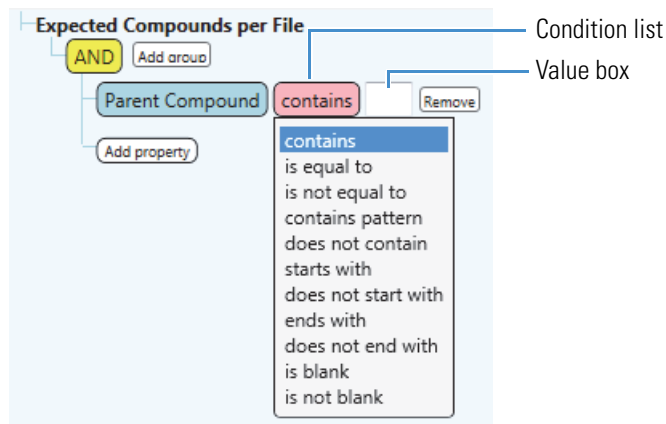 Expected Compounds per File
Condition list
AND Add group
Value box
Parent Compound contains Remove
Add property
contains
is equal to
is not equal to
contains pattern
does not contain
starts with
does not start with
ends with
does not end with
is blank
is not blank